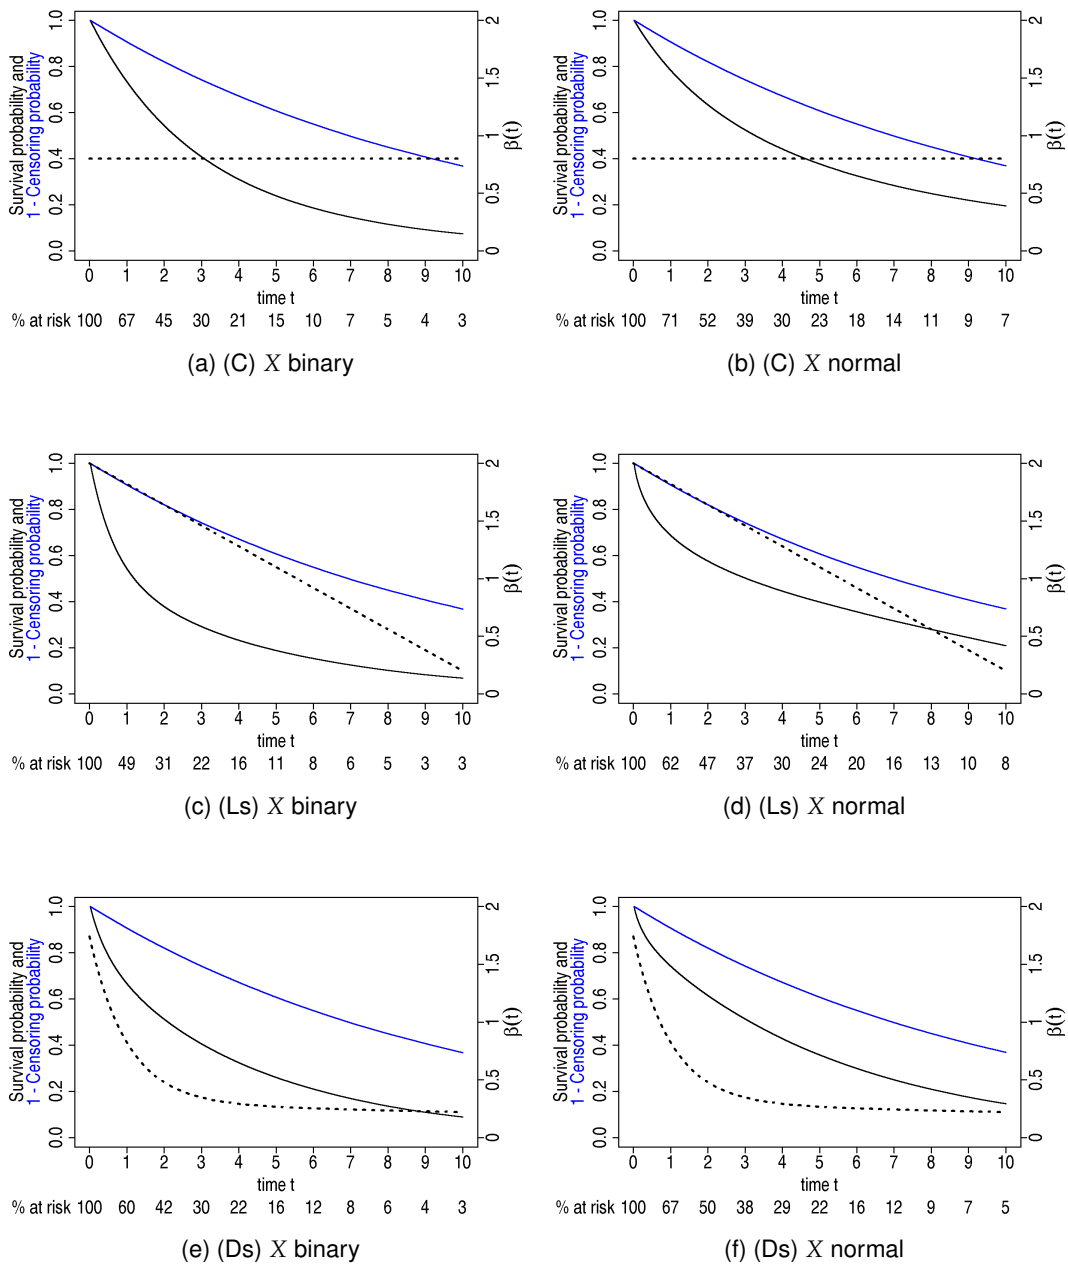 Survival probability and
1 - Censoring probability
0.0 0.2 0.4 0.6 0.8 1.0
0 0.5 1 1.5 2
β(t)
0 1 2 3 4 5 6 7 8 9 10
time t
% at risk 100 67 45 30 21 15 10 7 5 4 3
(a) (C) X binary
Survival probability and
1 - Censoring probability
0.0 0.2 0.4 0.6 0.8 1.0
0 0.5 1 1.5 2
β(t)
0 1 2 3 4 5 6 7 8 9 10
time t
% at risk 100 71 52 39 30 23 18 14 11 9 7
(b) (C) X normal
Survival probability and
1 - Censoring probability
0.0 0.2 0.4 0.6 0.8 1.0
0 0.5 1 1.5 2
β(t)
0 1 2 3 4 5 6 7 8 9 10
time t
% at risk 100 49 31 22 16 11 8 6 5 3 3
(c) (Ls) X binary
Survival probability and
1 - Censoring probability
0.0 0.2 0.4 0.6 0.8 1.0
0 0.5 1 1.5 2
β(t)
0 1 2 3 4 5 6 7 8 9 10
time t
% at risk 100 62 47 37 30 24 20 16 13 10 8
(d) (Ls) X normal
Survival probability and
1 - Censoring probability
0.0 0.2 0.4 0.6 0.8 1.0
0 0.5 1 1.5 2
β(t)
0 1 2 3 4 5 6 7 8 9 10
time t
% at risk 100 60 42 30 22 16 12 8 6 4 3
(e) (Ds) X binary
Survival probability and
1 - Censoring probability
0.0 0.2 0.4 0.6 0.8 1.0
0 0.5 1 1.5 2
β(t)
0 1 2 3 4 5 6 7 8 9 10
time t
% at risk 100 67 50 38 29 22 16 12 9 7 5
(f) (Ds) X normal